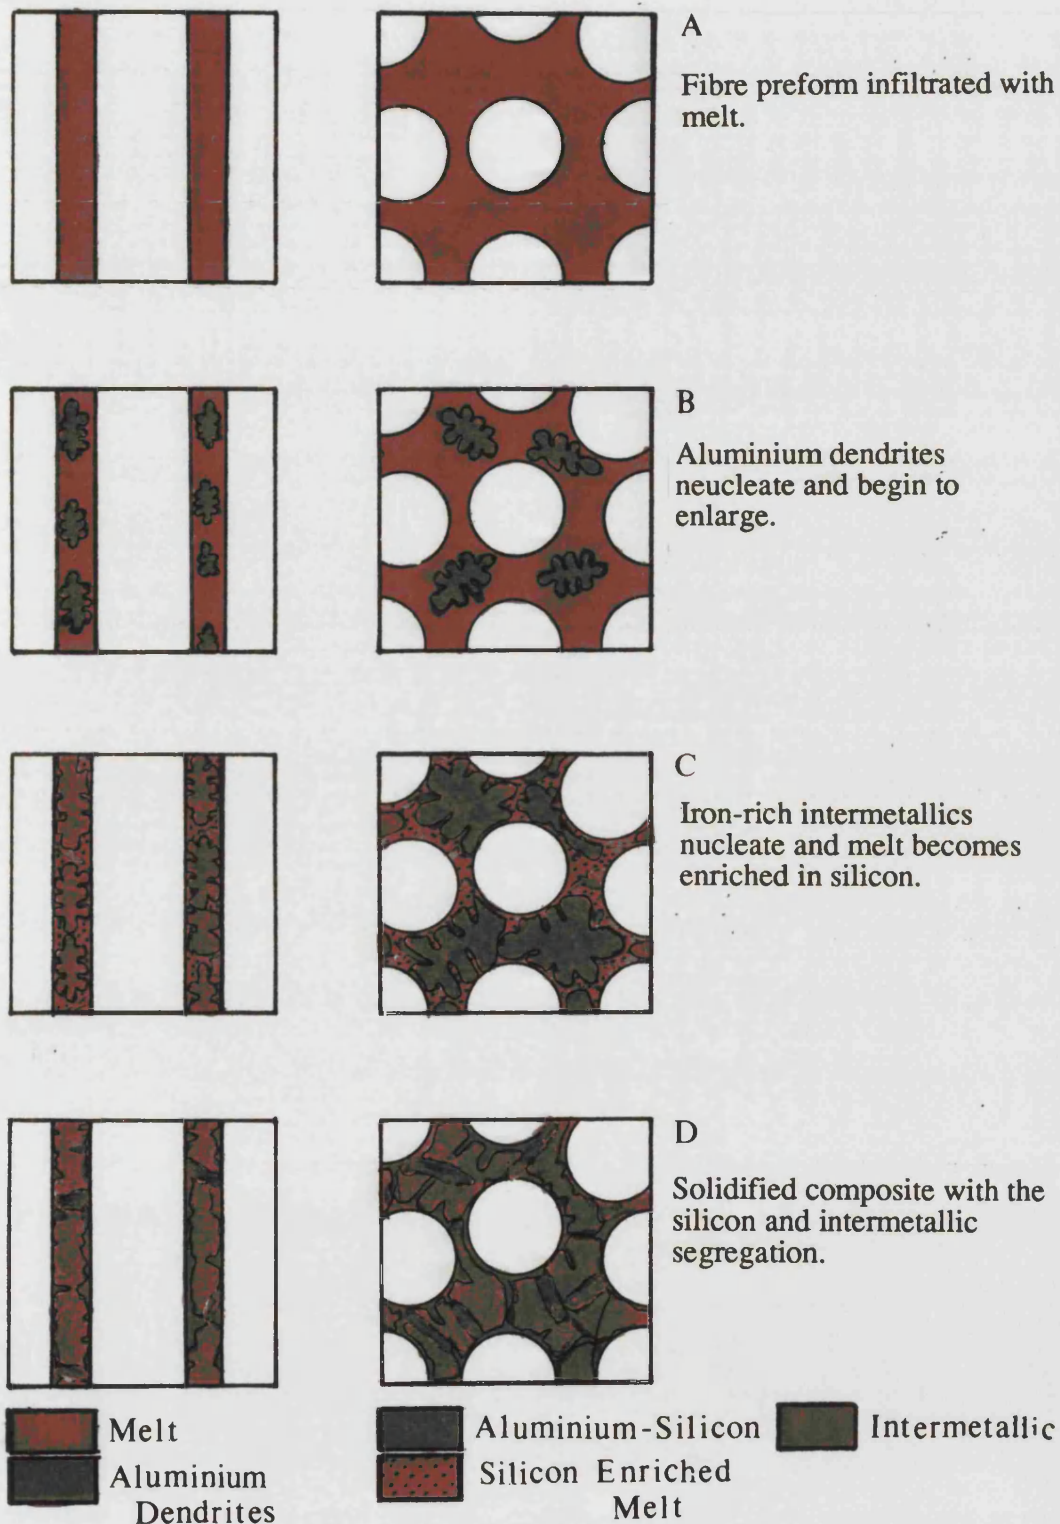 A
Fibre preform infiltrated with
melt.
B
Aluminium dendrites
neucleate and begin to
enlarge.
C
Iron-rich intermetallics
nucleate and melt becomes
enriched in silicon.
D
Solidified composite with the
silicon and intermetallic
segregation.
Melt
Aluminium
Dendrites
Aluminium-Silicon
Silicon Enriched
Melt
Intermetallic